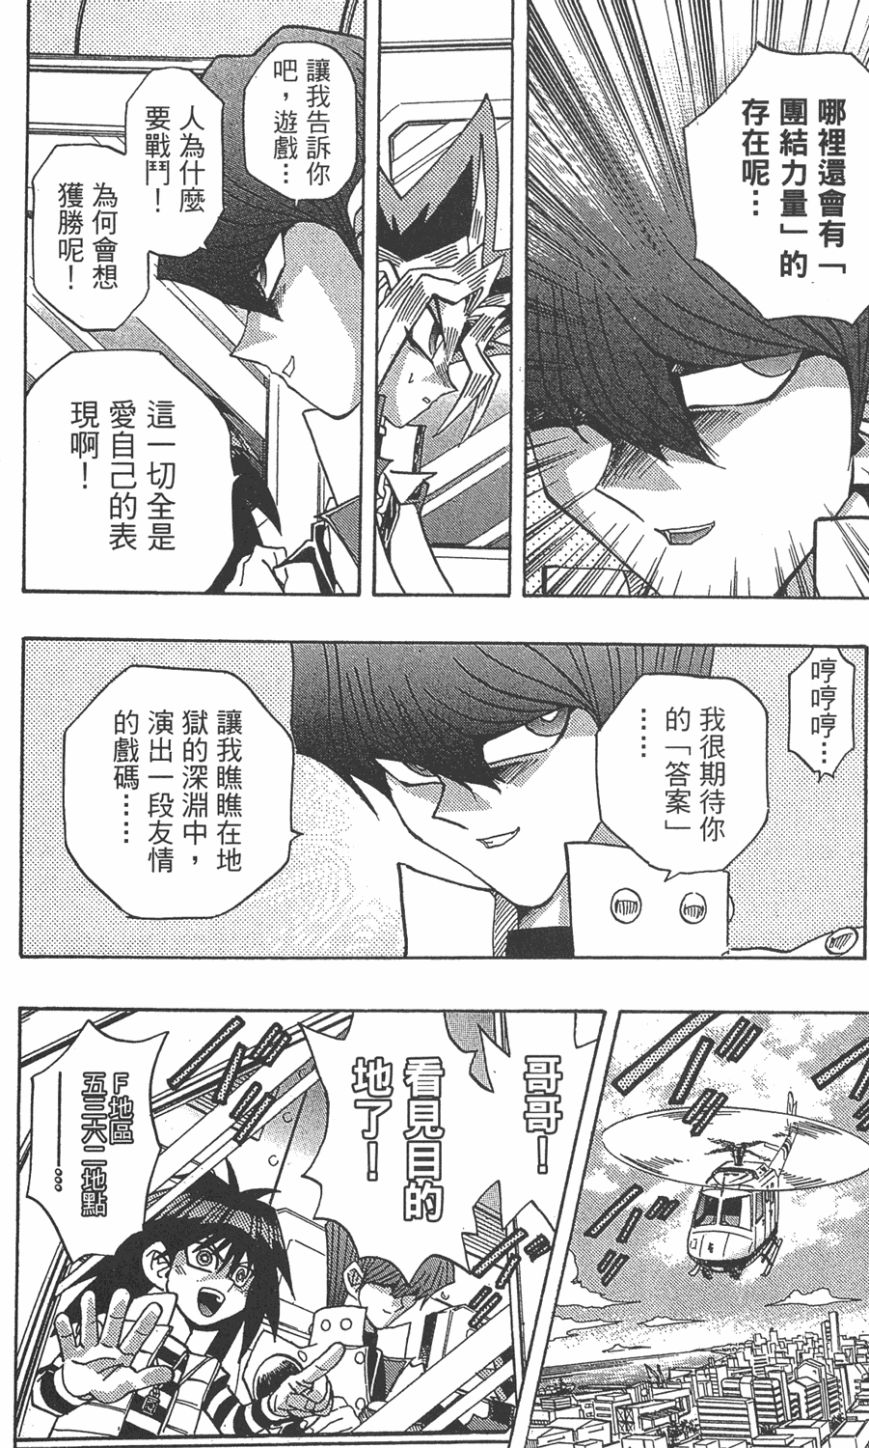 哪裡還會有「
團結力量」的
存在呢…
讓我告訴你
吧，遊戲…
人為什麼
要戰鬥！
為何會想
獲勝呢！
這一切全是
愛自己的表
現啊！
哼哼哼…
我很期待你
的「答案」
……
讓我瞧瞧在地
獄的深淵中，
演出一段友情
的戲碼……
哥哥！
看見目的
地了！
F地區
五三六二地點
──…